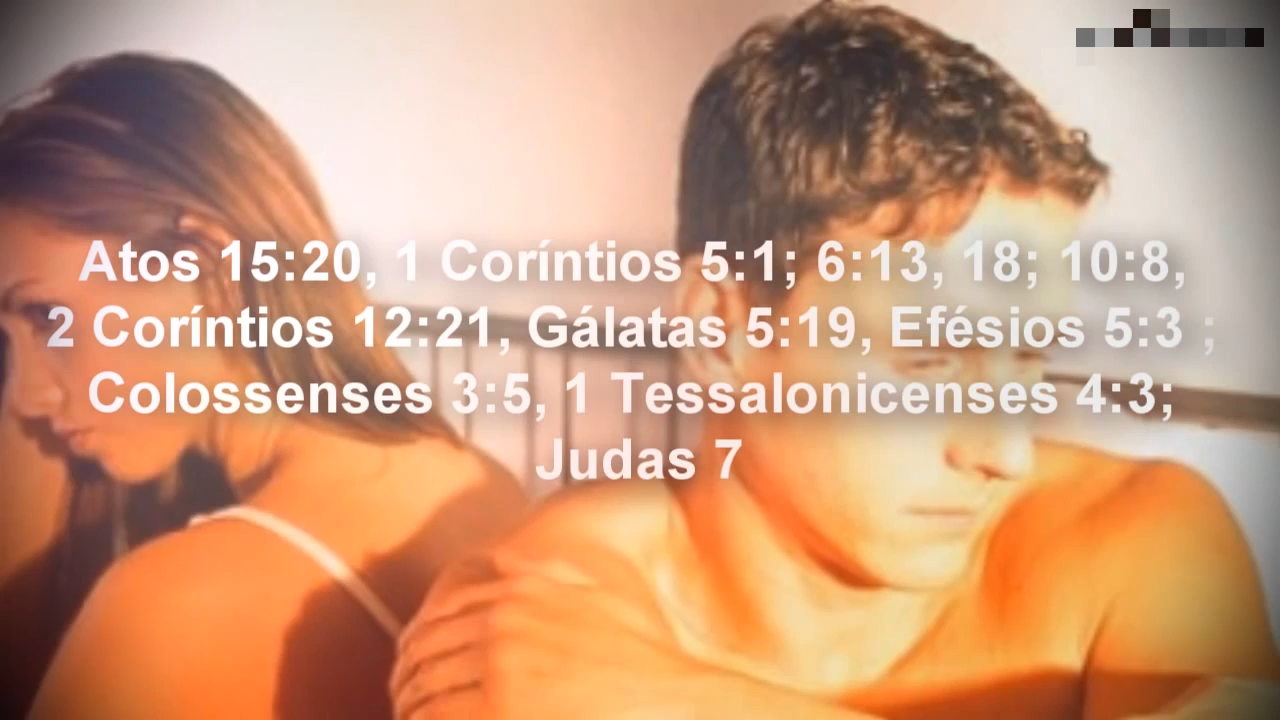 Atos 15:20, 1 Coríntios 5:1; 6:13, 18; 10:8,
2 Coríntios 12:21, Gálatas 5:19, Efésios 5:3 ;
Colossenses 3:5, 1 Tessalonicenses 4:3;
Judas 7